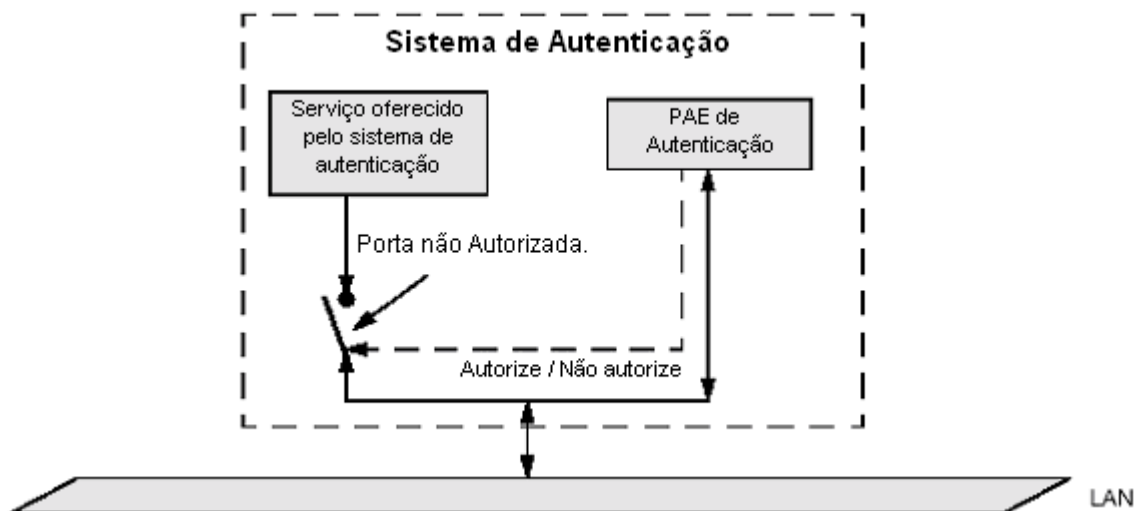 Sistema de Autenticação
Serviço oferecido
pelo sistema de
autenticação
PAE de
Autenticação
Porta não Autorizada.
Autorize / Não autorize
LAN